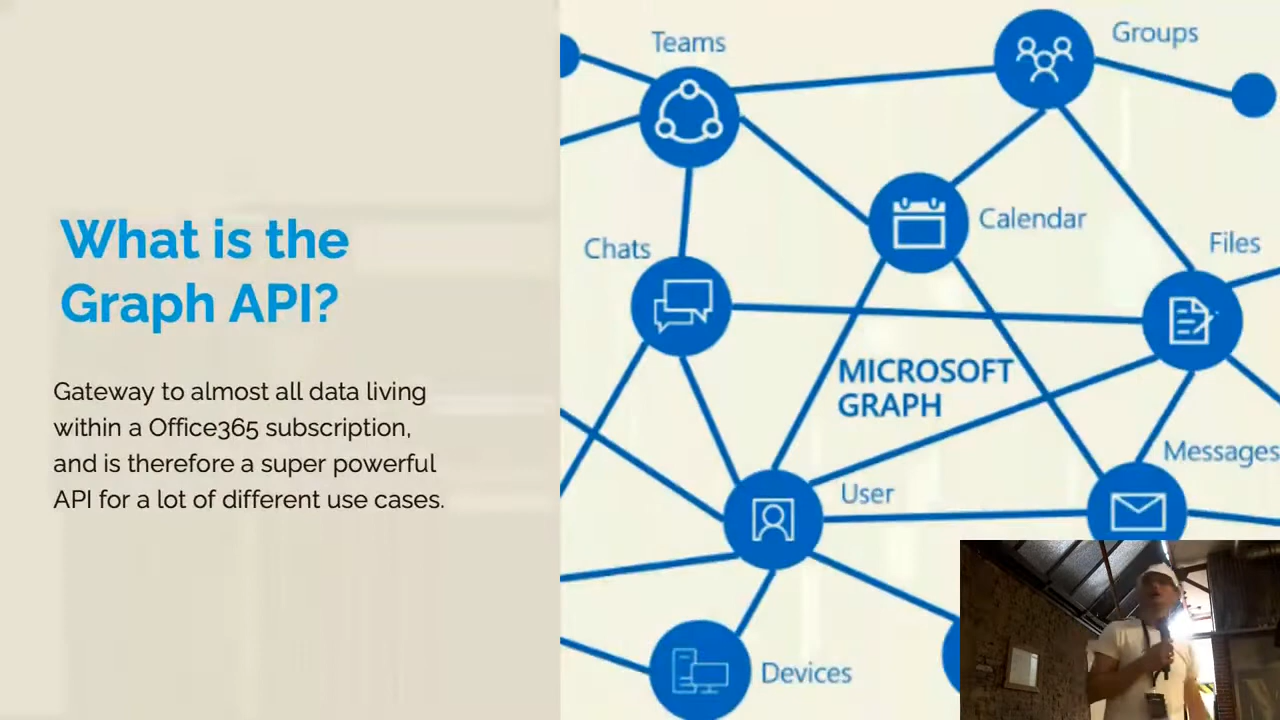 What is the
Graph API?
Gateway to almost all data living
within a Office365 subscription,
and is therefore a super powerful
API for a lot of different use cases.
Teams
Groups
Calendar
Chats
Files
MICROSOFT
GRAPH
Messages
User
Devices